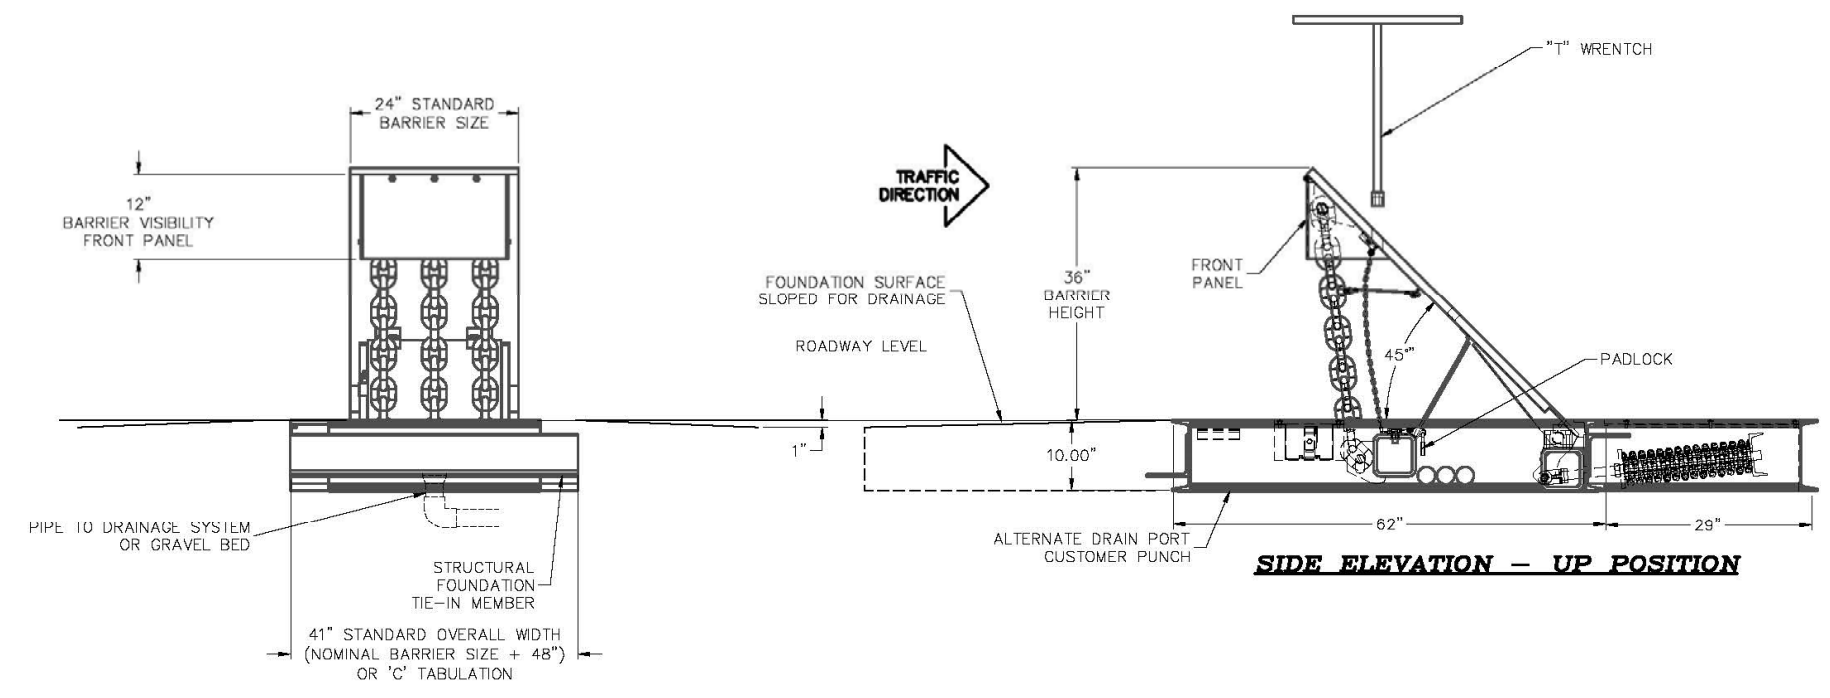 24" STANDARD
BARRIER SIZE
12"
BARRIER VISIBILITY
FRONT PANEL
PIPE TO DRAINAGE SYSTEM
OR GRAVEL BED
STRUCTURAL
FOUNDATION
TIE-IN MEMBER
41" STANDARD OVERALL WIDTH
(NOMINAL BARRIER SIZE + 48")
OR 'C' TABULATION
TRAFFIC
DIRECTION
FOUNDATION SURFACE
SLOPED FOR DRAINAGE
ROADWAY LEVEL
1"
"T" WRENTCH
FRONT
PANEL
36"
BARRIER
HEIGHT
45°"
PADLOCK
10.00"
ALTERNATE DRAIN PORT
CUSTOMER PUNCH
62"
29"
SIDE ELEVATION - UP POSITION